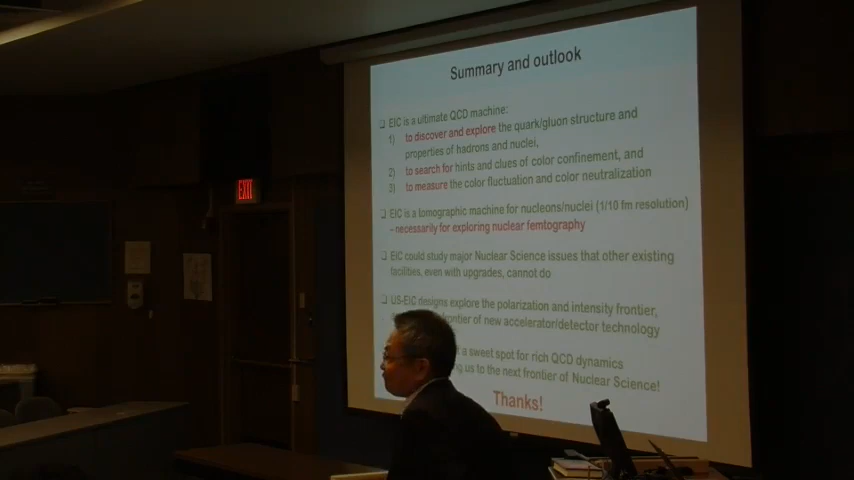 Summary and outlook
❑ EIC is a ultimate QCD machine:
1) to discover and explore the quark/gluon structure and
properties of hadrons and nuclei,
2) to search for hints and clues of color confinement, and
3) to measure the color fluctuation and color neutralization
❑ EIC is a tomographic machine for nucleons/nuclei (1/10 fm resolution)
- necessarily for exploring nuclear femtography
❑ EIC could study major Nuclear Science issues that other existing
facilities, even with upgrades, cannot do
❑ US-EIC designs explore the polarization and intensity frontier,
frontier of new accelerator/detector technology
a sweet spot for rich QCD dynamics
us to the next frontier of Nuclear Science!
Thanks!
EXIT